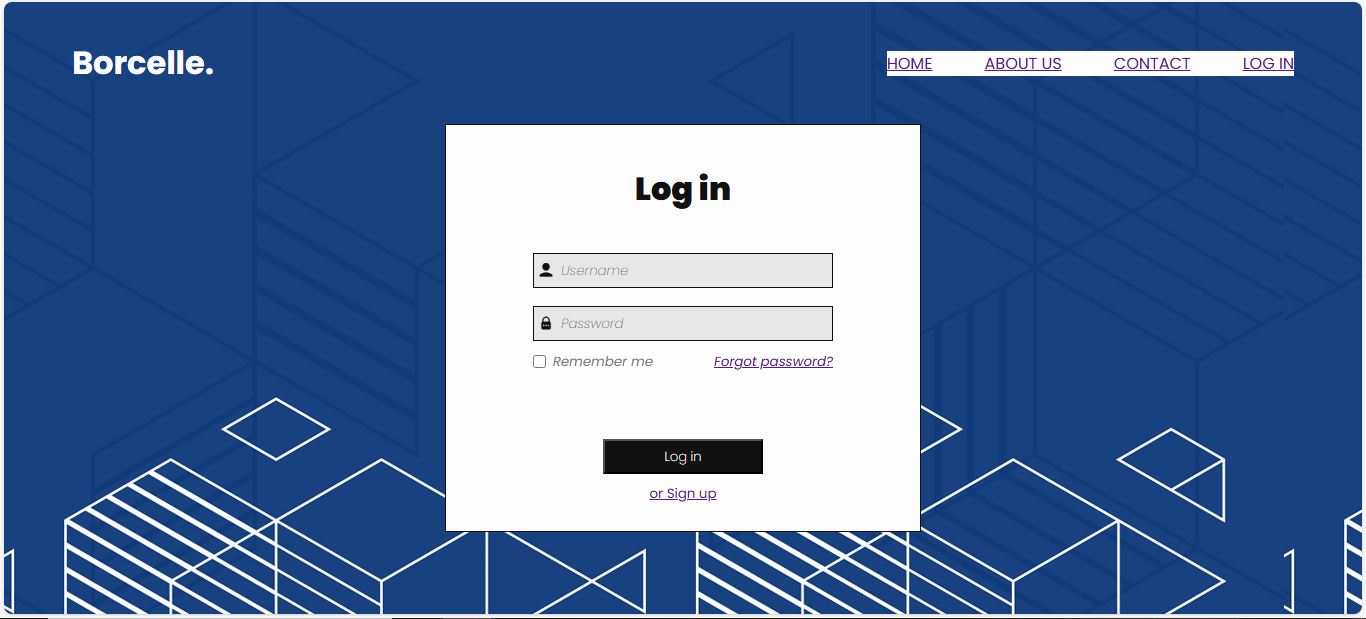 Borcelle.
HOME ABOUT US CONTACT LOG IN
Log in
Username
Password
Remember me Forgot password?
Log in
or Sign up